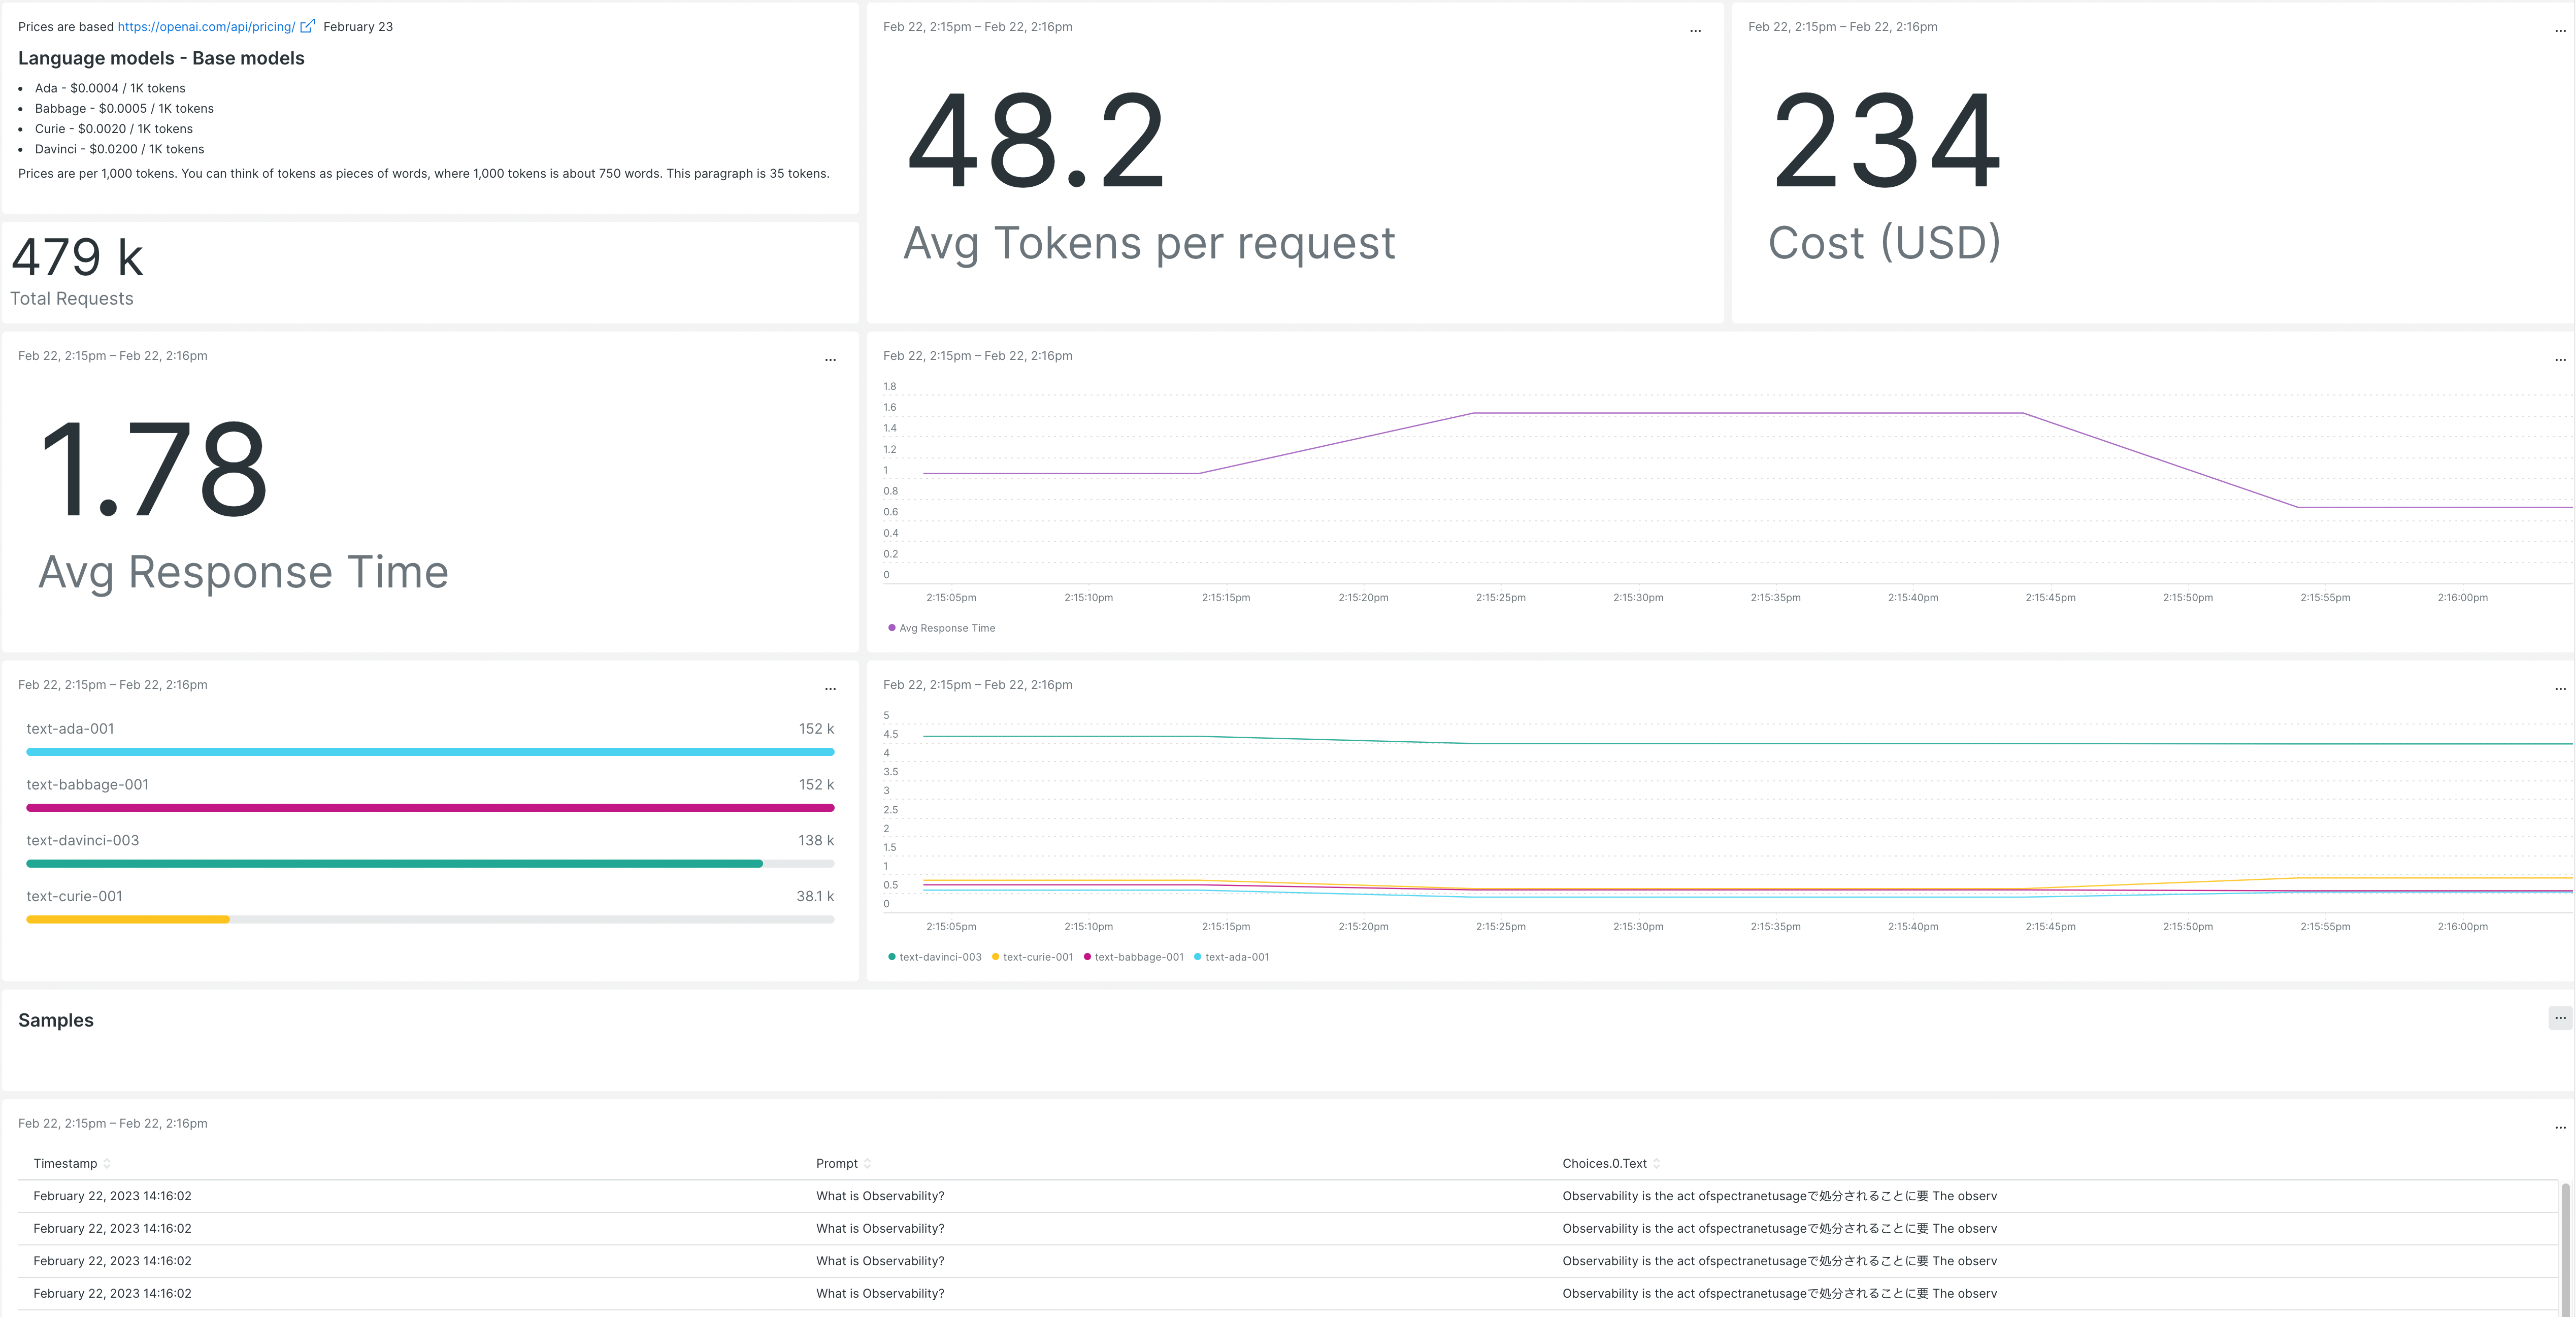 Prices are based https://openai.com/api/pricing/ February 23
Language models - Base models
• Ada - $0.0004 / 1K tokens
• Babbage - $0.0005 / 1K tokens
• Curie - $0.0020 / 1K tokens
• Davinci - $0.0200 / 1K tokens
Prices are per 1,000 tokens. You can think of tokens as pieces of words, where 1,000 tokens is about 750 words. This paragraph is 35 tokens.
479 k
Total Requests
Feb 22, 2:15pm – Feb 22, 2:16pm
...
48.2
Avg Tokens per request
Feb 22, 2:15pm – Feb 22, 2:16pm
...
234
Cost (USD)
Feb 22, 2:15pm – Feb 22, 2:16pm
...
1.78
Avg Response Time
Feb 22, 2:15pm – Feb 22, 2:16pm
...
1.8
1.6
1.4
1.2
1
0.8
0.6
0.4
0.2
0
2:15:05pm 2:15:10pm 2:15:15pm 2:15:20pm 2:15:25pm 2:15:30pm 2:15:35pm 2:15:40pm 2:15:45pm 2:15:50pm 2:15:55pm 2:16:00pm
Avg Response Time
Feb 22, 2:15pm – Feb 22, 2:16pm
...
text-ada-001 152 k
text-babbage-001 152 k
text-davinci-003 138 k
text-curie-001 38.1 k
Feb 22, 2:15pm – Feb 22, 2:16pm
...
5
4.5
4
3.5
3
2.5
2
1.5
1
0.5
0
2:15:05pm 2:15:10pm 2:15:15pm 2:15:20pm 2:15:25pm 2:15:30pm 2:15:35pm 2:15:40pm 2:15:45pm 2:15:50pm 2:15:55pm 2:16:00pm
text-davinci-003 text-curie-001 text-babbage-001 text-ada-001
Samples
...
Feb 22, 2:15pm – Feb 22, 2:16pm
...
Timestamp Prompt Choices.0.Text
February 22, 2023 14:16:02 What is Observability? Observability is the act ofspectranetusageで処分されることに要 The observ
February 22, 2023 14:16:02 What is Observability? Observability is the act ofspectranetusageで処分されることに要 The observ
February 22, 2023 14:16:02 What is Observability? Observability is the act ofspectranetusageで処分されることに要 The observ
February 22, 2023 14:16:02 What is Observability? Observability is the act ofspectranetusageで処分されることに要 The observ